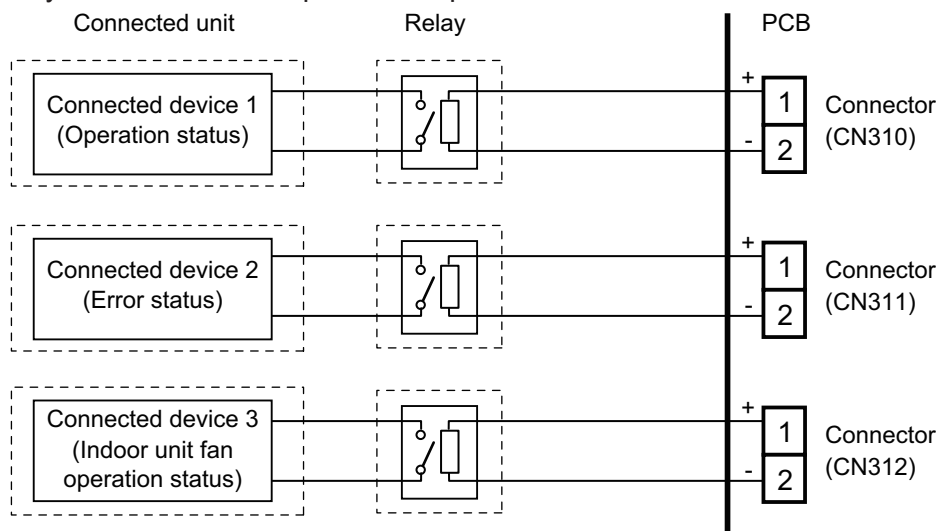 Connected unit
Relay
PCB
Connected device 1
(Operation status)
+
1
-
2
Connector
(CN310)
Connected device 2
(Error status)
+
1
-
2
Connector
(CN311)
Connected device 3
(Indoor unit fan
operation status)
+
1
-
2
Connector
(CN312)